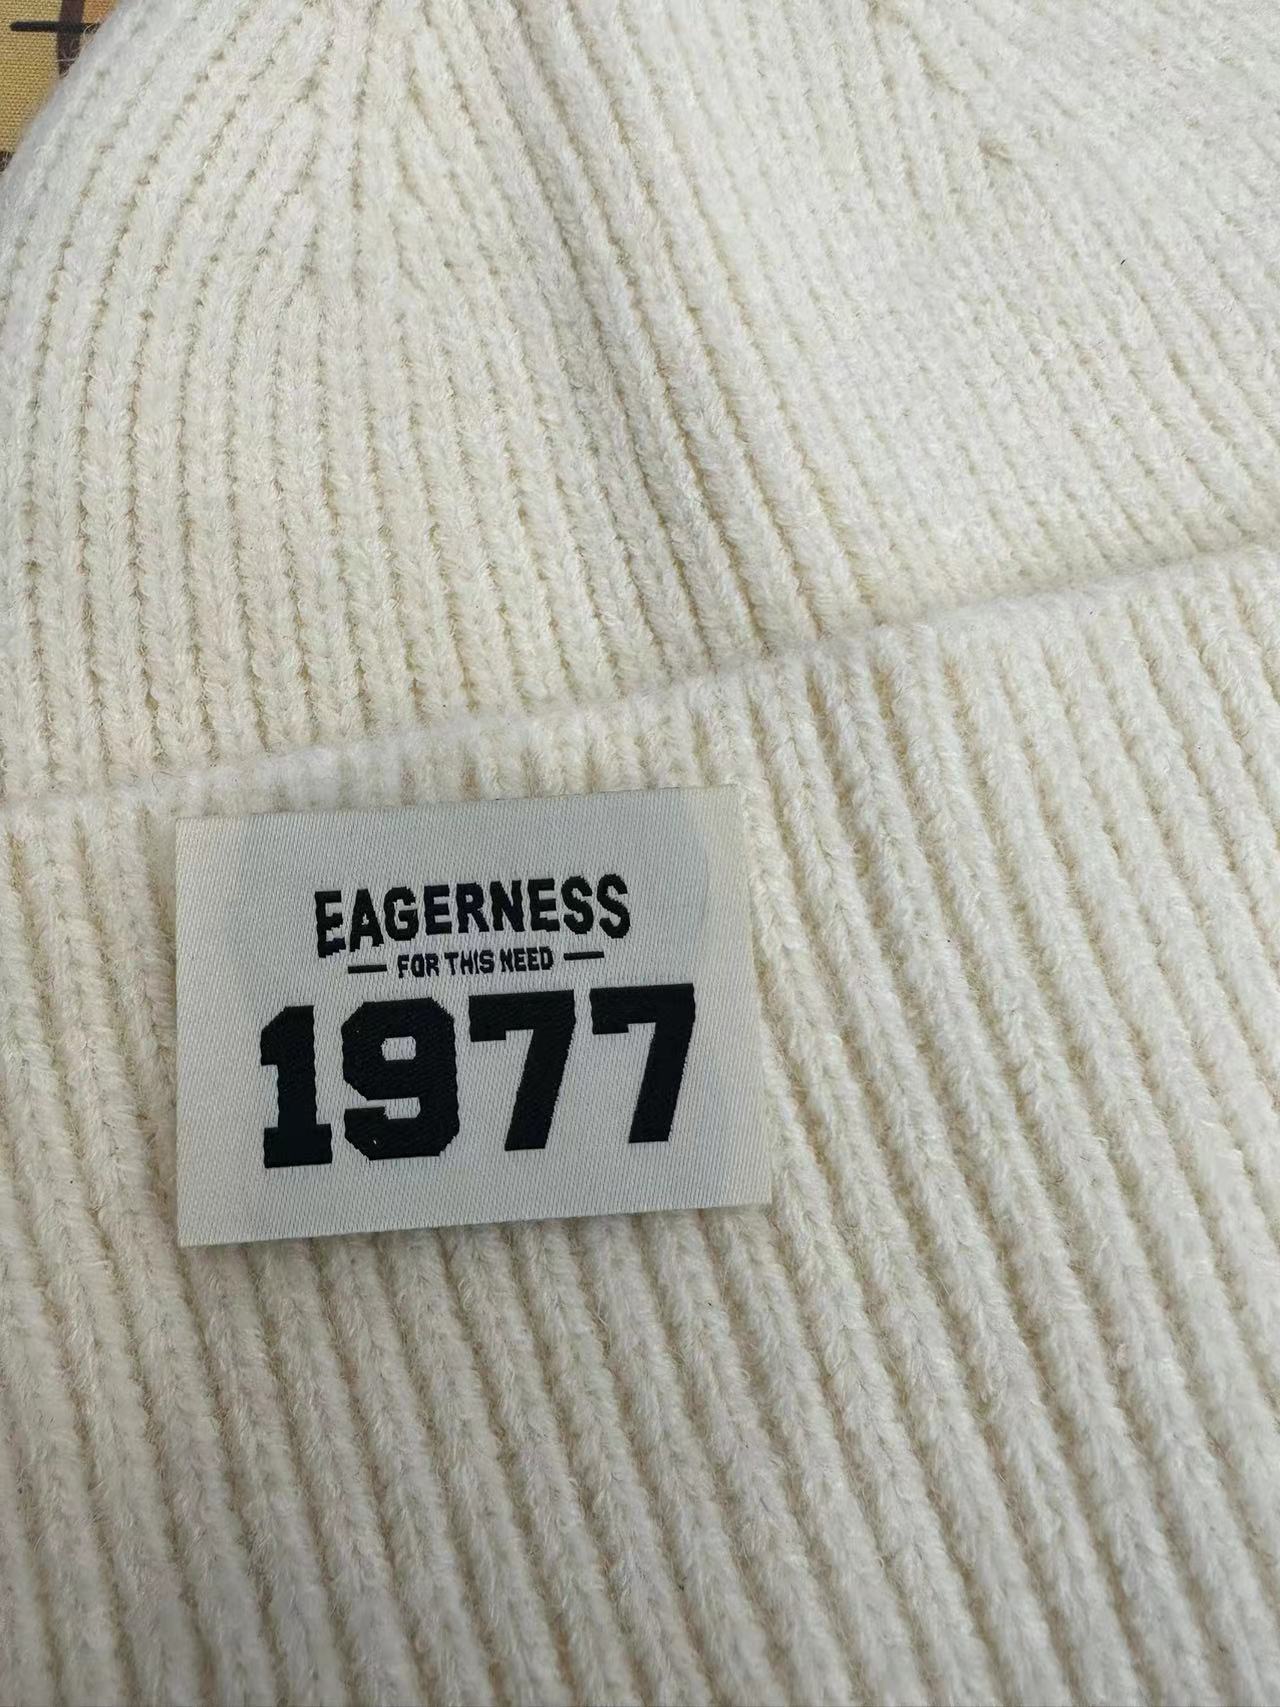 EAGERNESS
— FOR THIS NEED —
1977